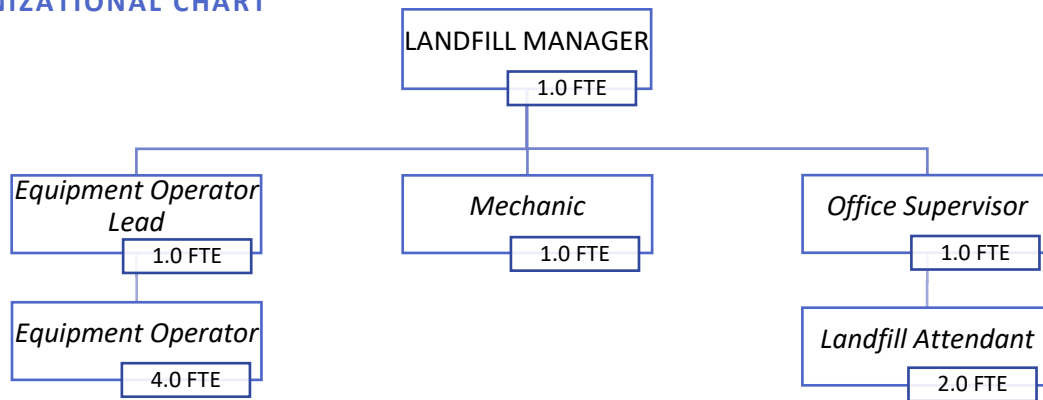 NIZATIONAL CHART
LANDFILL MANAGER
1.0 FTE
Equipment Operator
Lead
1.0 FTE
Mechanic
1.0 FTE
Office Supervisor
1.0 FTE
Equipment Operator
4.0 FTE
Landfill Attendant
2.0 FTE